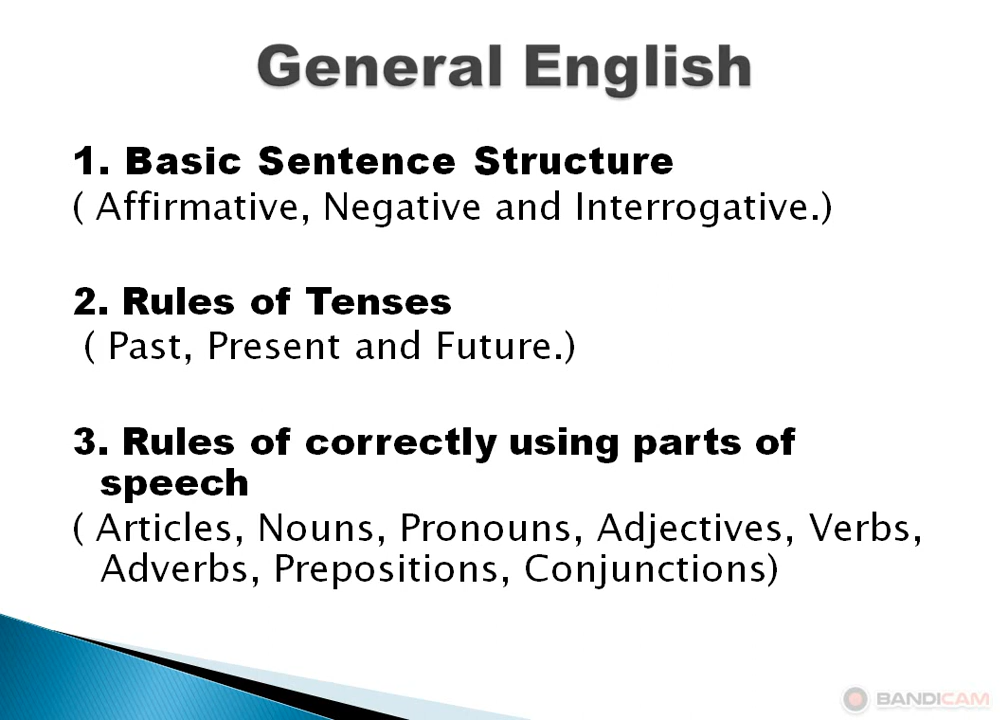 General English
1. Basic Sentence Structure
( Affirmative, Negative and Interrogative.)
2. Rules of Tenses
( Past, Present and Future.)
3. Rules of correctly using parts of
speech
( Articles, Nouns, Pronouns, Adjectives, Verbs,
Adverbs, Prepositions, Conjunctions)
BANDICAM